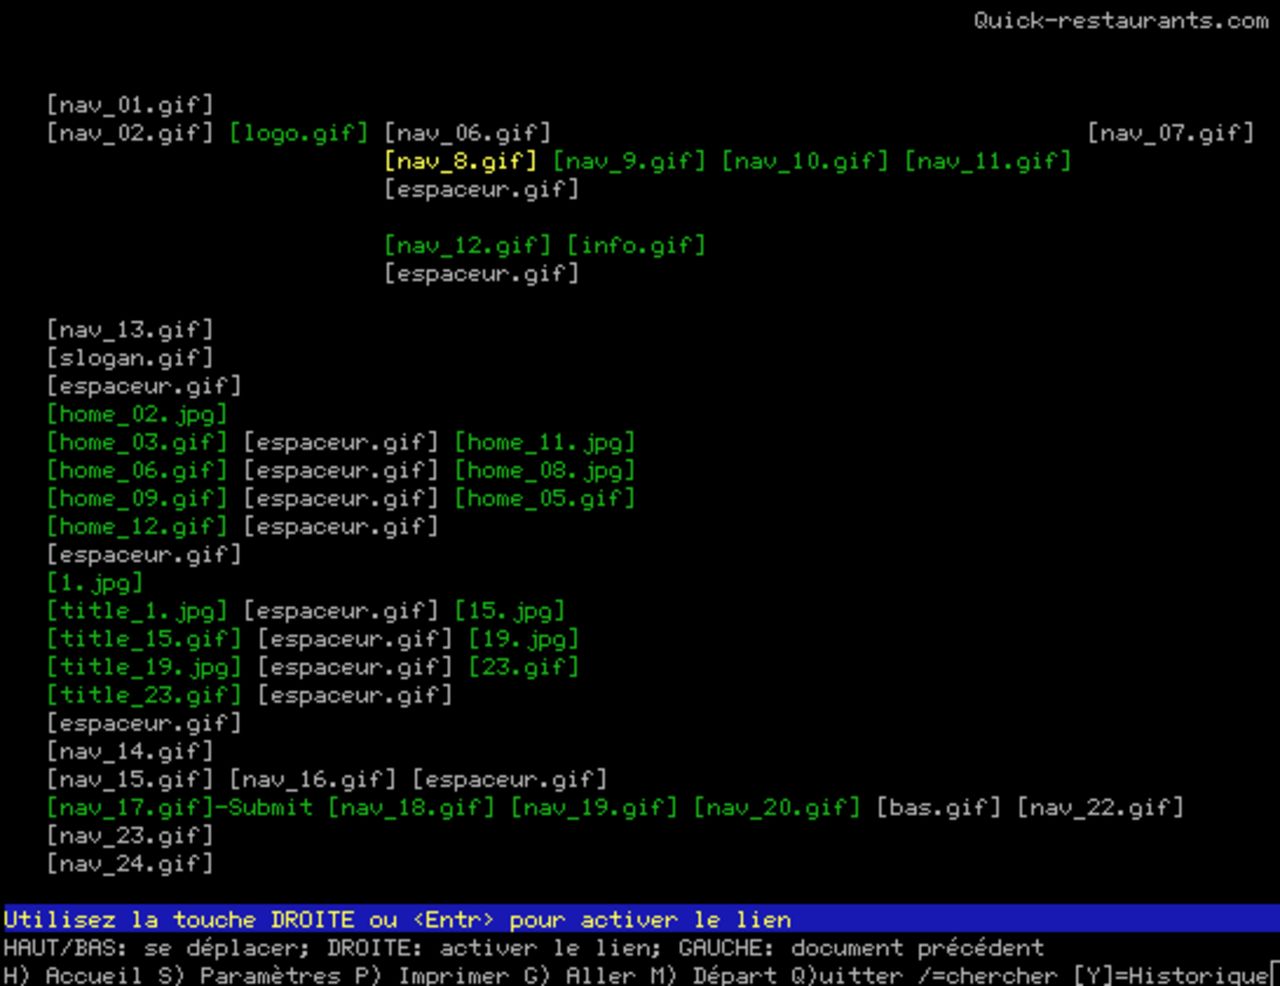 Quick-restaurants.com
[nav_01.gif]
[nav_02.gif] [logo.gif] [nav_06.gif] [nav_07.gif]
[nav_8.gif] [nav_9.gif] [nav_10.gif] [nav_11.gif]
[espaceur.gif]
[nav_12.gif] [info.gif]
[espaceur.gif]
[nav_13.gif]
[slogan.gif]
[espaceur.gif]
[home_02.jpg]
[home_03.gif] [espaceur.gif] [home_11.jpg]
[home_06.gif] [espaceur.gif] [home_08.jpg]
[home_09.gif] [espaceur.gif] [home_05.gif]
[home_12.gif] [espaceur.gif]
[espaceur.gif]
[1.jpg]
[title_1.jpg] [espaceur.gif] [15.jpg]
[title_15.gif] [espaceur.gif] [19.jpg]
[title_19.jpg] [espaceur.gif] [23.gif]
[title_23.gif] [espaceur.gif]
[espaceur.gif]
[nav_14.gif]
[nav_15.gif] [nav_16.gif] [espaceur.gif]
[nav_17.gif]-Submit [nav_18.gif] [nav_19.gif] [nav_20.gif] [bas.gif] [nav_22.gif]
[nav_23.gif]
[nav_24.gif]
Utilisez la touche DROITE ou <Entr> pour activer le lien
HAUT/BAS: se déplacer; DROITE: activer le lien; GAUCHE: document précédent
H) Accueil S) Paramètres P) Imprimer G) Aller M) Départ Q)uitter /=chercher [Y]=Historique